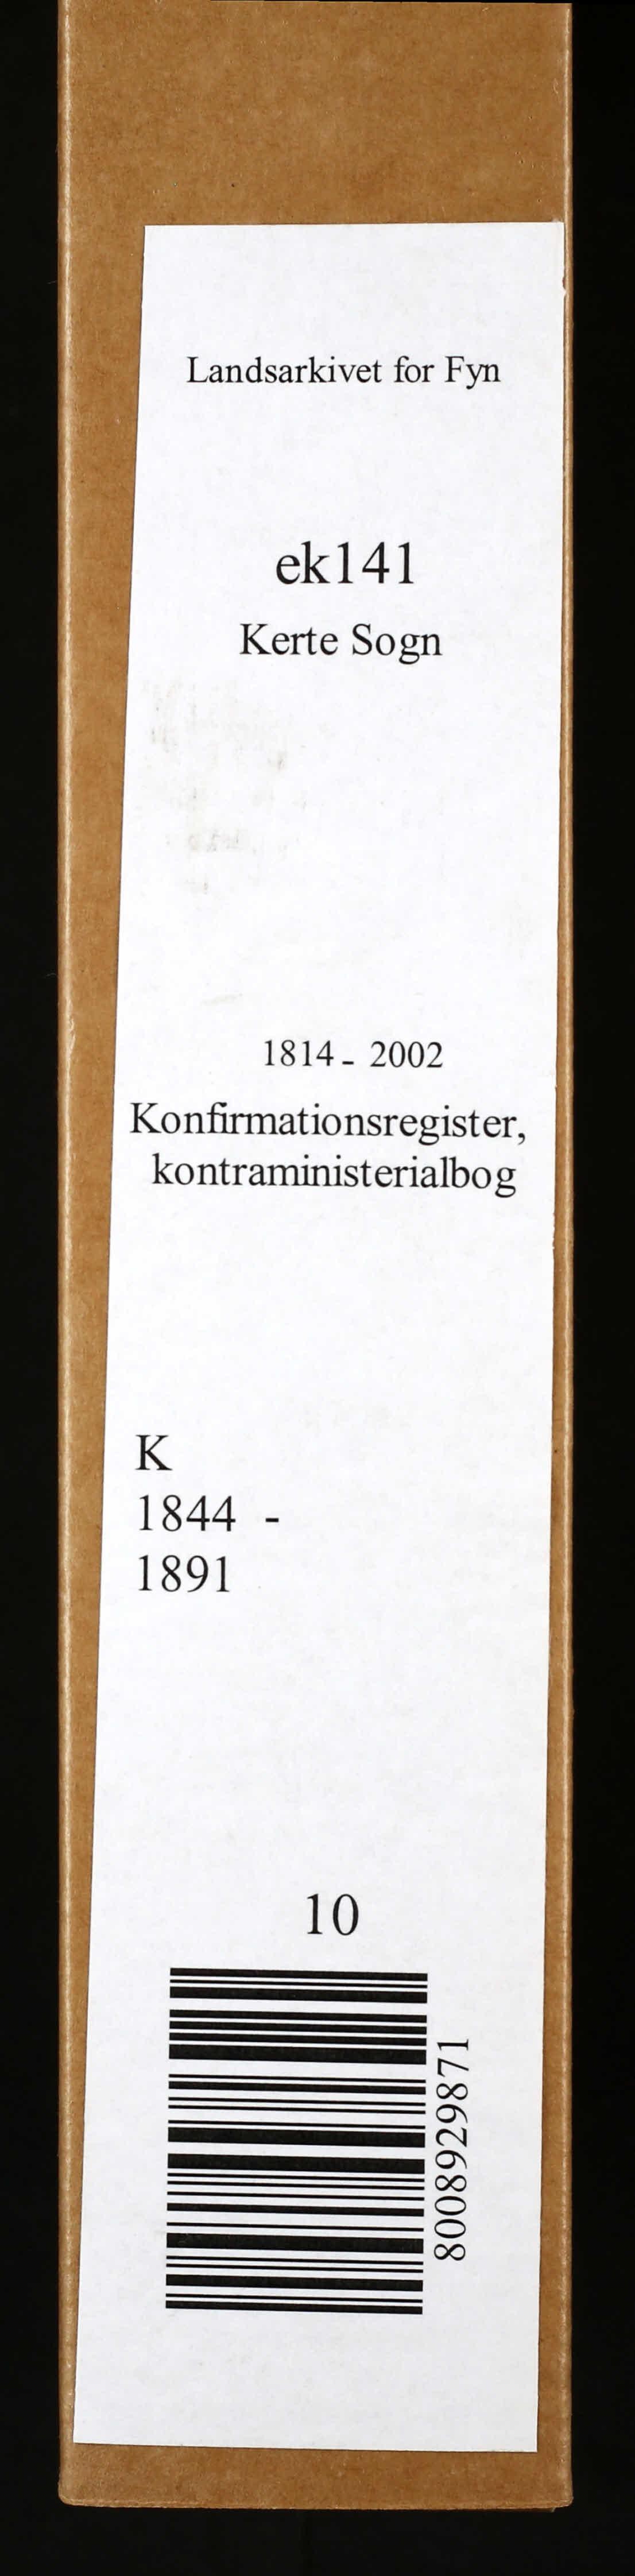 Landsarkivet for Fyn
ek141
Kerte Sogn
1814 - 2002
Konfirmationsregister,
kontraministerialbog
K
1844 -
1891
10
8008929871